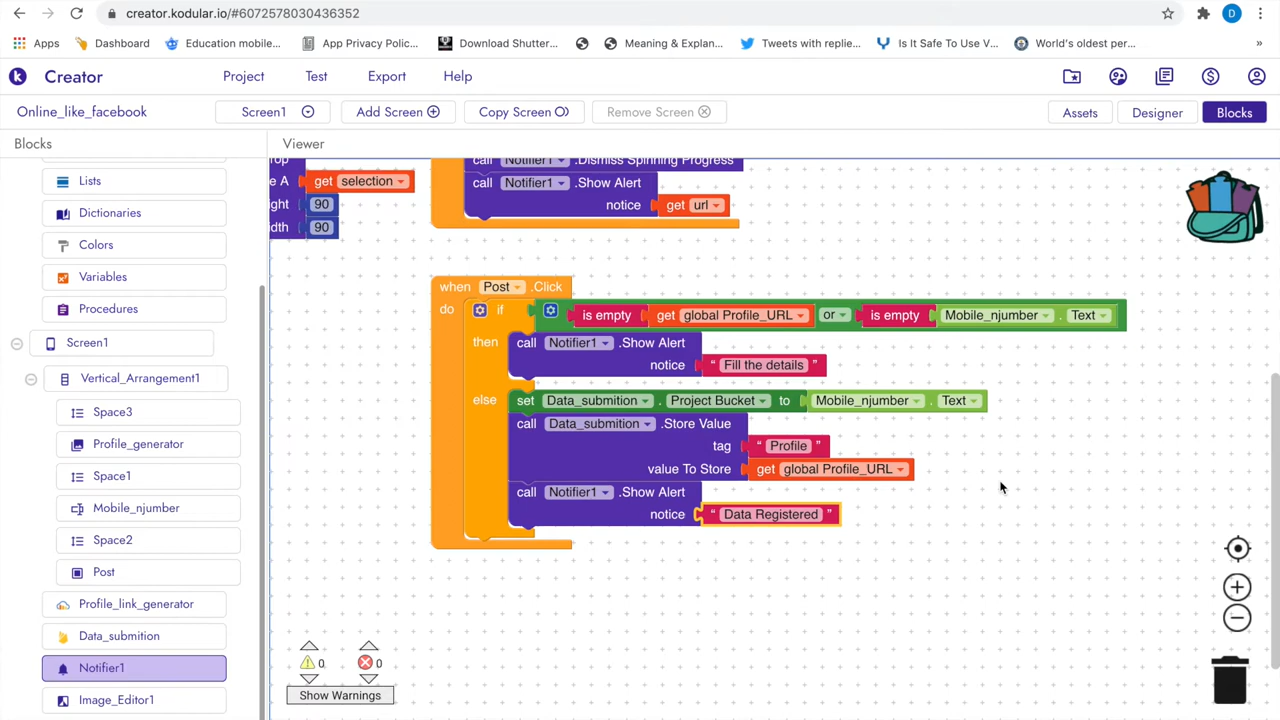 creator.kodular.io/#6072578030436352
D
Apps Dashboard Education mobile... App Privacy Polic... Download Shutter... Meaning & Explan... Tweets with replie... Is It Safe To Use V... World's oldest per... »
Creator Project Test Export Help
Online_like_facebook Screen1 Add Screen Copy Screen Remove Screen Assets Designer Blocks
Blocks Viewer
Lists
Dictionaries
Colors
Variables
Procedures
Screen1
Vertical_Arrangement1
Space3
Profile_generator
Space1
Mobile_njumber
Space2
Post
Profile_link_generator
Data_submition
Notifier1
Image_Editor1
e A get selection
ght 90
dth 90
call Notifier1 .Dismiss Spinning Progress
call Notifier1 .Show Alert
notice get url
when Post .Click
do if is empty get global Profile_URL or is empty Mobile_njumber . Text
then call Notifier1 .Show Alert
notice “ Fill the details ”
else set Data_submition . Project Bucket to Mobile_njumber . Text
call Data_submition .Store Value
tag “ Profile ”
value To Store get global Profile_URL
call Notifier1 .Show Alert
notice “ Data Registered ”
0 0
Show Warnings